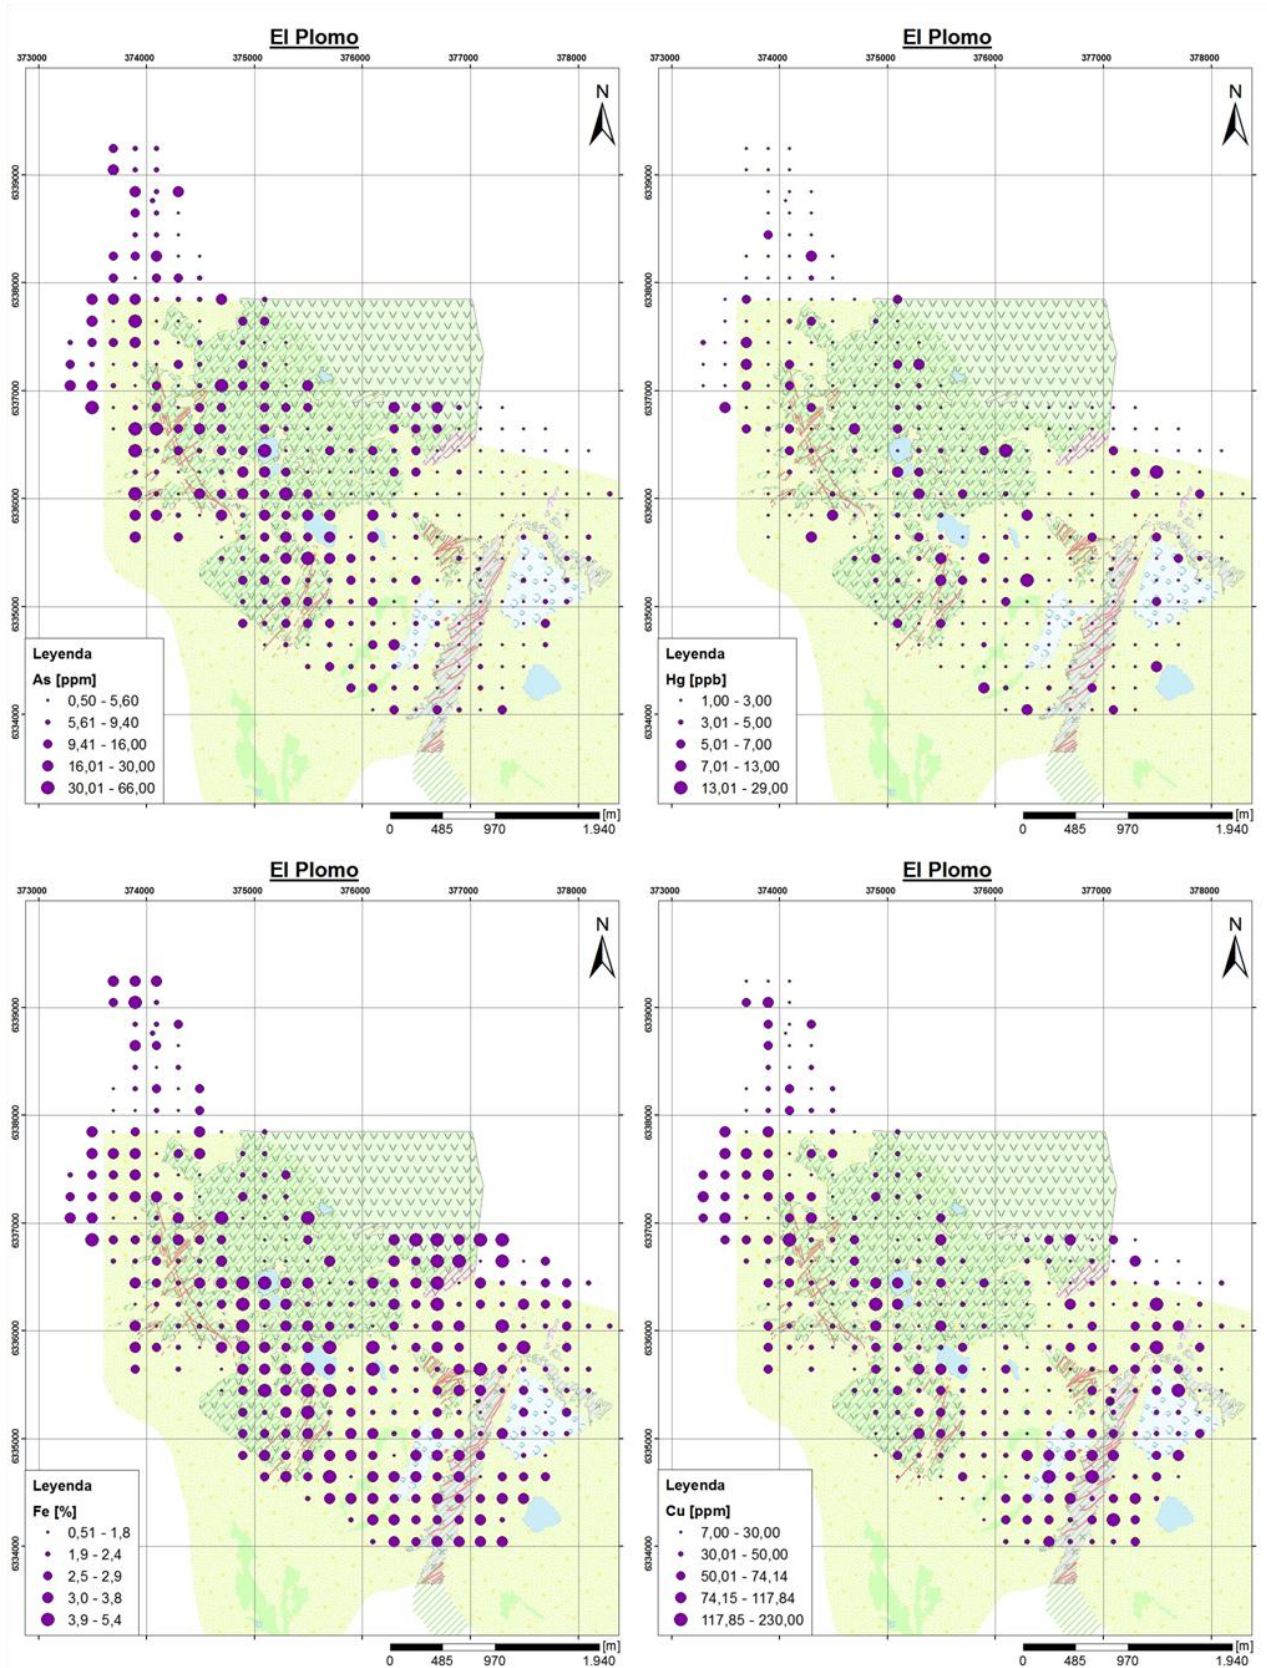 El Plomo
373000 374000 375000 376000 377000 378000
N
6339000
6338000
6337000
6336000
6335000
6334000
Leyenda
As [ppm]
0,50 - 5,60
5,61 - 9,40
9,41 - 16,00
16,01 - 30,00
30,01 - 66,00
[m]
0 485 970 1.940
El Plomo
373000 374000 375000 376000 377000 378000
N
6339000
6338000
6337000
6336000
6335000
6334000
Leyenda
Hg [ppb]
1,00 - 3,00
3,01 - 5,00
5,01 - 7,00
7,01 - 13,00
13,01 - 29,00
[m]
0 485 970 1.940
El Plomo
373000 374000 375000 376000 377000 378000
N
6339000
6338000
6337000
6336000
6335000
6334000
Leyenda
Fe [%]
0,51 - 1,8
1,9 - 2,4
2,5 - 2,9
3,0 - 3,8
3,9 - 5,4
[m]
0 485 970 1.940
El Plomo
373000 374000 375000 376000 377000 378000
N
6339000
6338000
6337000
6336000
6335000
6334000
Leyenda
Cu [ppm]
7,00 - 30,00
30,01 - 50,00
50,01 - 74,14
74,15 - 117,84
117,85 - 230,00
[m]
0 485 970 1.940